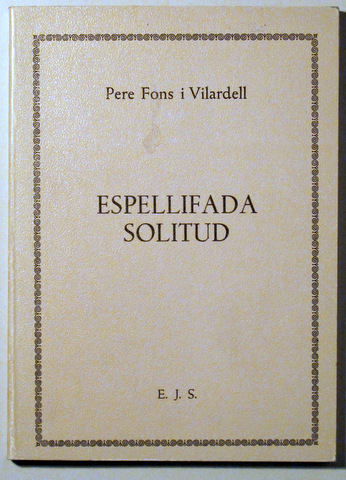 Pere Fons i Vilardell
ESPELLIFADA
SOLITUD
E. J. S.